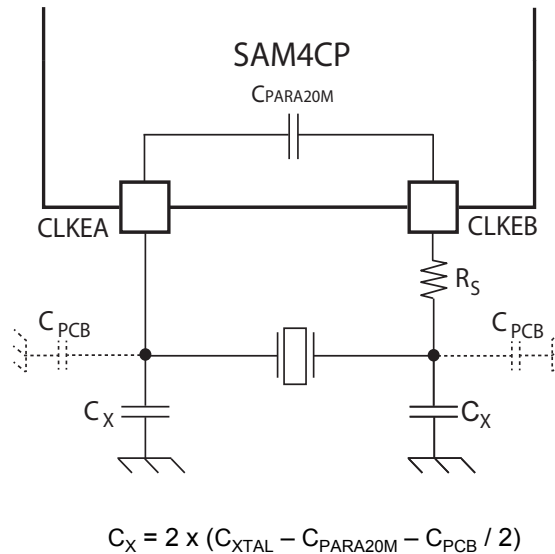 SAM4CP
CPARA20M
CLKEA
CLKEB
RS
CPCB
CPCB
CX
CX
CX = 2 x (CXTAL – CPARA20M – CPCB / 2)